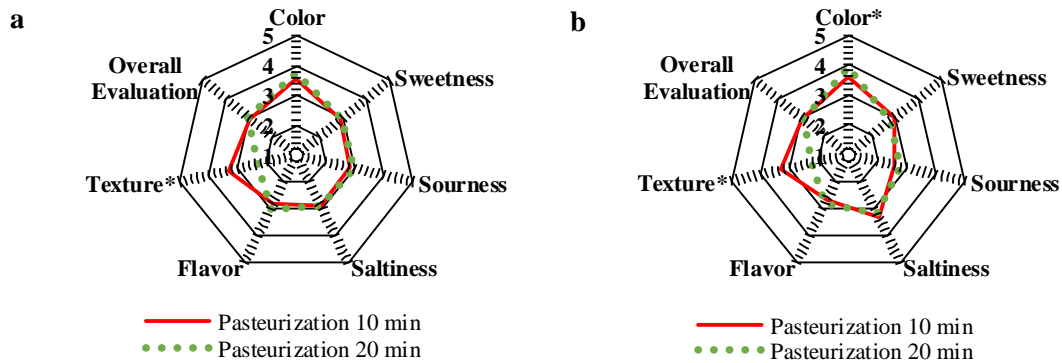 a
Color
5
4
3
2
1
Sweetness
Sourness
Saltiness
Flavor
Texture*
Overall
Evaluation
Pasteurization 10 min
Pasteurization 20 min
b
Color*
5
4
3
2
1
Sweetness
Sourness
Saltiness
Flavor
Texture*
Overall
Evaluation
Pasteurization 10 min
Pasteurization 20 min